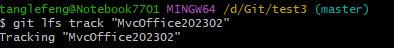 tanglefeng@Notebook7701 MINGW64 /d/Git/test3 (master)
$ git lfs track "MvcOffice202302"
Tracking "MvcOffice202302"